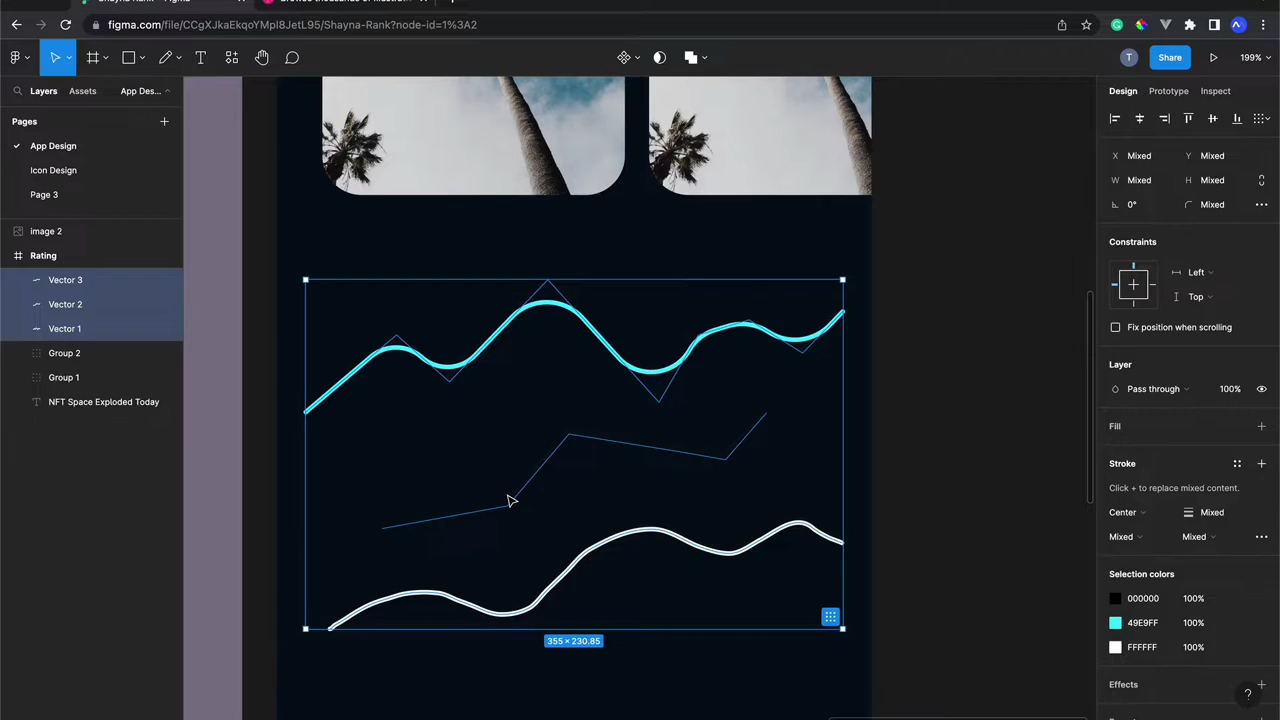 figma.com/file/CCgXJkaEkqoYMpl8JetL95/Shayna-Rank?node-id=1%3A2
Share
199%
Layers
Assets
App Des...
Design
Prototype
Inspect
Pages
App Design
Icon Design
Page 3
image 2
Rating
Vector 3
Vector 2
Vector 1
Group 2
Group 1
NFT Space Exploded Today
355 × 230.85
X Mixed
Y Mixed
W Mixed
H Mixed
0°
Mixed
Constraints
Left
Top
Fix position when scrolling
Layer
Pass through
100%
Fill
Stroke
Click + to replace mixed content.
Center
Mixed
Mixed
Mixed
Selection colors
000000 100%
49E9FF 100%
FFFFFF 100%
Effects
?